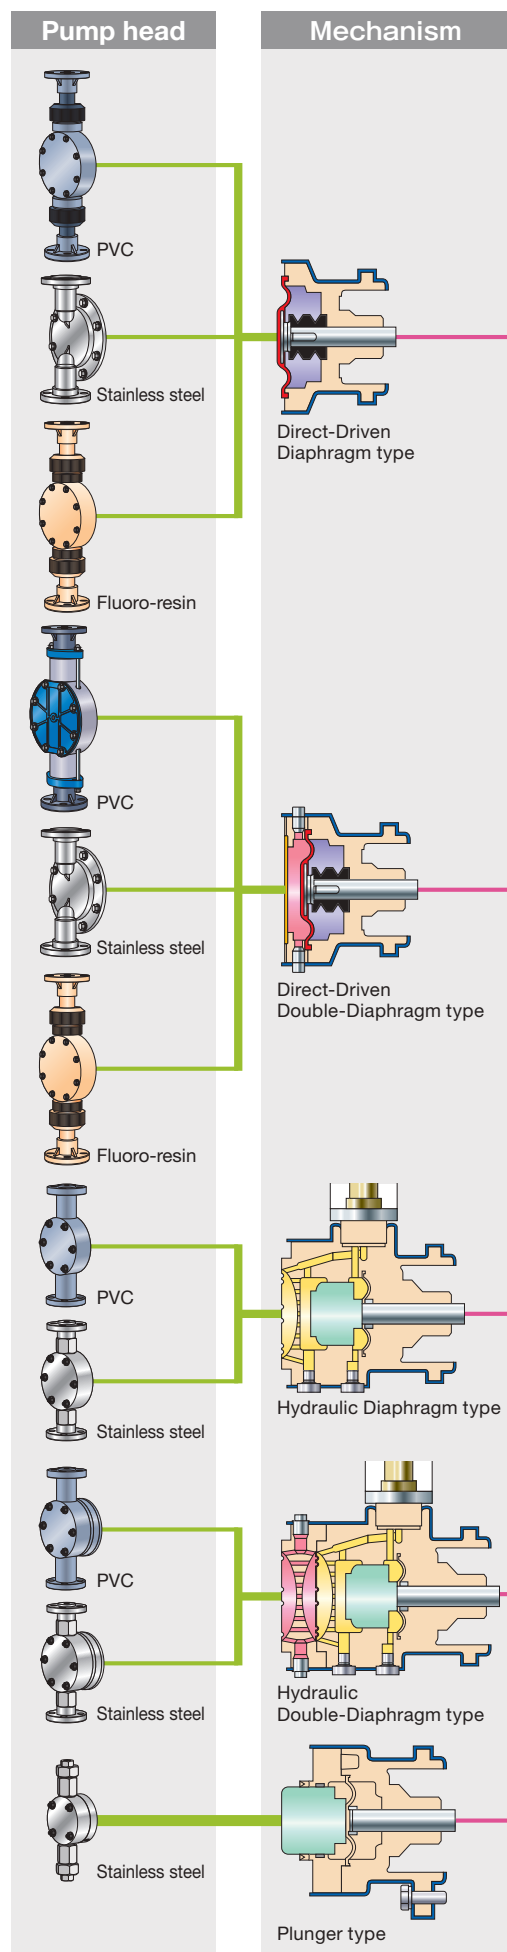 Pump head
Mechanism
PVC
Stainless steel
Fluoro-resin
Direct-Driven
Diaphragm type
PVC
Stainless steel
Fluoro-resin
Direct-Driven
Double-Diaphragm type
PVC
Stainless steel
Hydraulic Diaphragm type
PVC
Stainless steel
Hydraulic
Double-Diaphragm type
Stainless steel
Plunger type